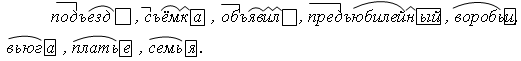 подъезд , съёмка , объявил , предъюбилейный , воробьи,
вьюга , платье , семья .